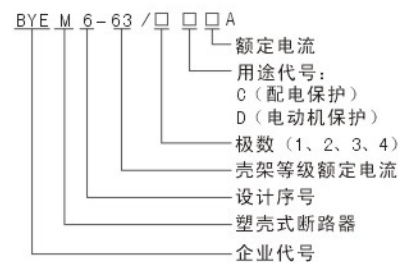 BYE M 6-63/□ □ □A
额定电流
用途代号:
C(配电保护)
D(电动机保护)
极数(1、2、3、4)
壳架等级额定电流
设计序号
塑壳式断路器
企业代号